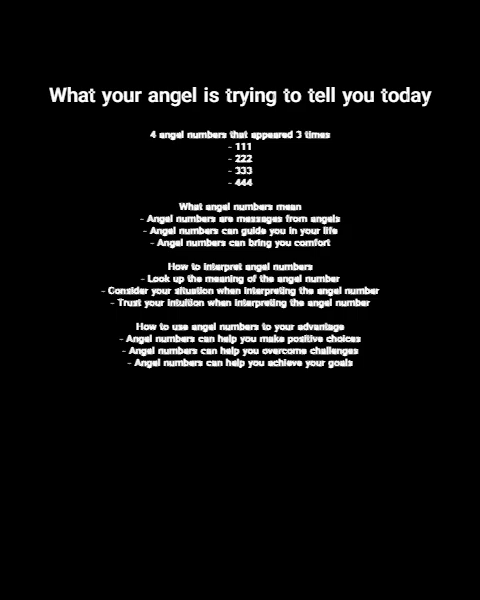 What your angel is trying to tell you today
4 angel numbers that appeared 3 times
- 111
- 222
- 333
- 444
What angel numbers mean
- Angel numbers are messages from angels
- Angel numbers can guide you in your life
- Angel numbers can bring you comfort
How to interpret angel numbers
- Look up the meaning of the angel number
- Consider your situation when interpreting the angel number
- Trust your intuition when interpreting the angel number
How to use angel numbers to your advantage
- Angel numbers can help you make positive choices
- Angel numbers can help you overcome challenges
- Angel numbers can help you achieve your goals